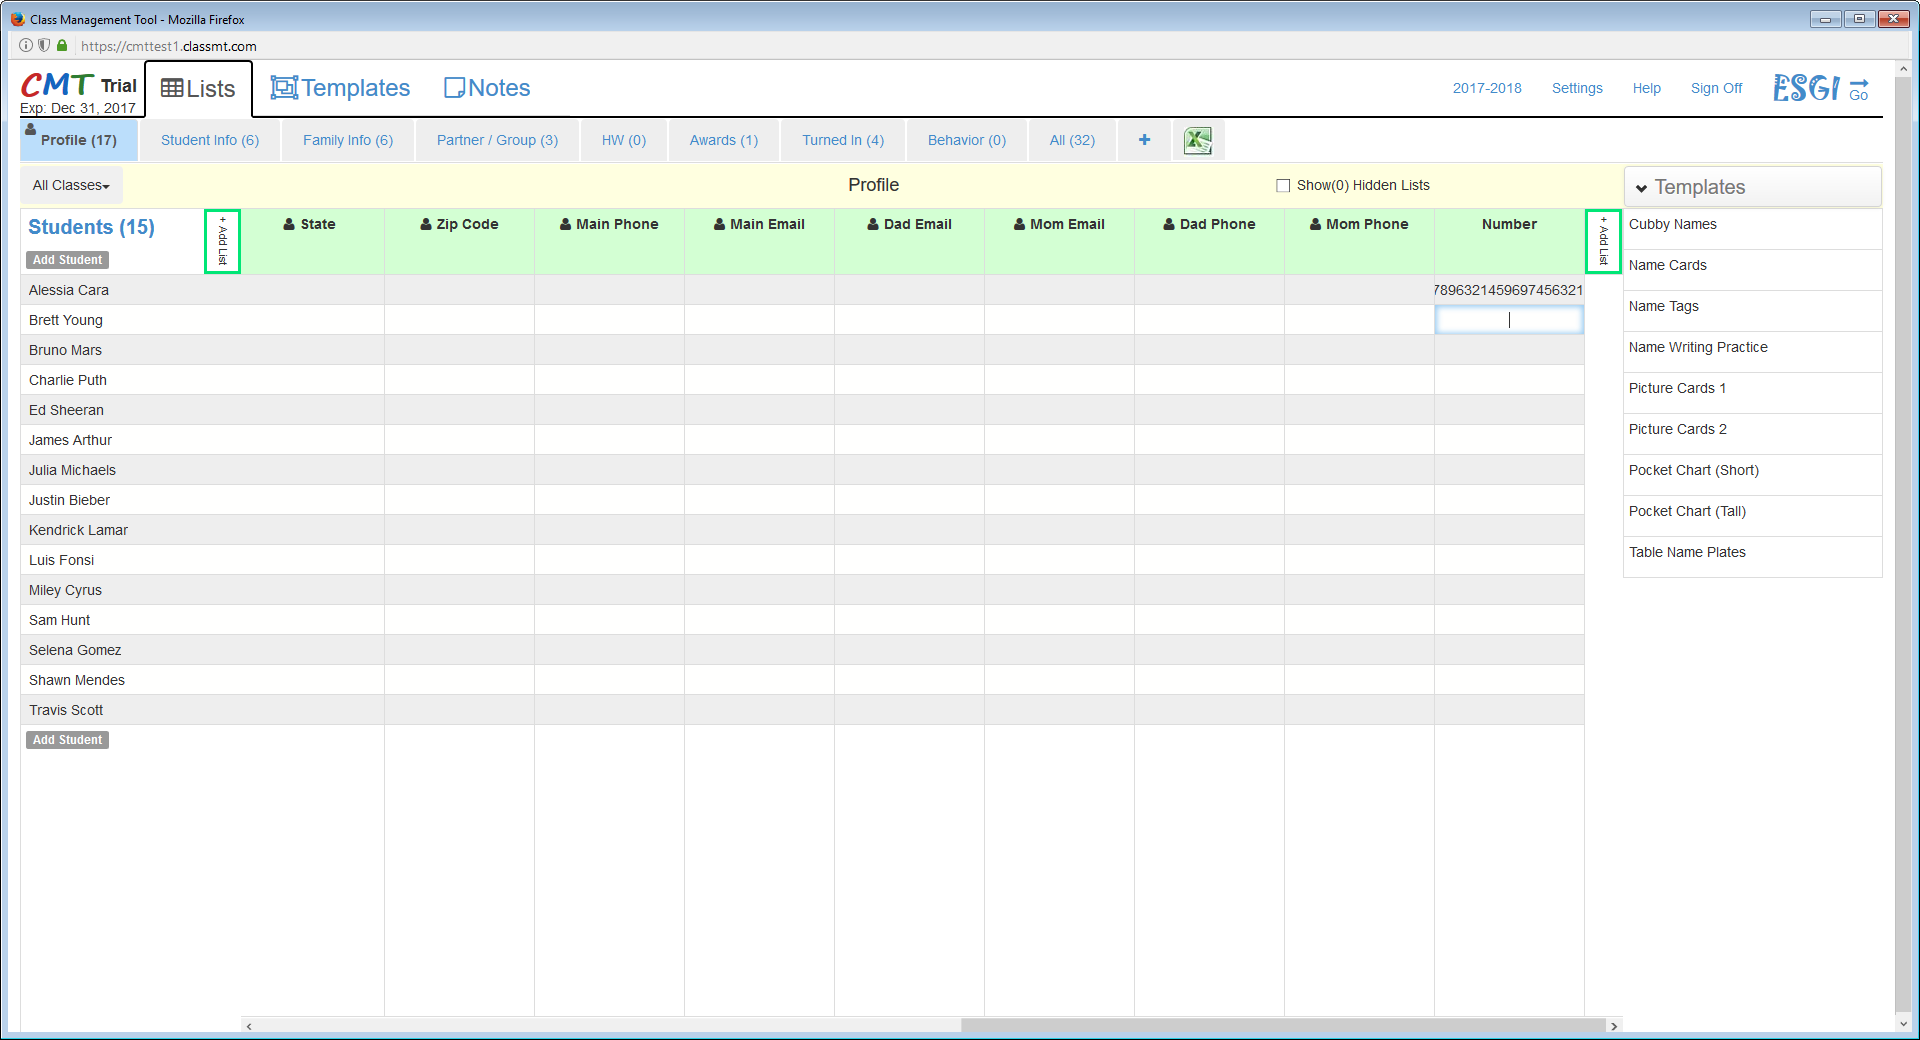 Class Management Tool - Mozilla Firefox
https://cmttest1.classmt.com
CMT Trial
Exp: Dec 31, 2017
Lists
Templates
Notes
2017-2018
Settings
Help
Sign Off
ESGI
Go
Profile (17)
Student Info (6)
Family Info (6)
Partner / Group (3)
HW (0)
Awards (1)
Turned In (4)
Behavior (0)
All (32)
+
All Classes
Profile
Show(0) Hidden Lists
Templates
Students (15)
Add Student
+ Add List
State
Zip Code
Main Phone
Main Email
Dad Email
Mom Email
Dad Phone
Mom Phone
Number
+ Add List
Alessia Cara
7896321459697456321
Brett Young
Bruno Mars
Charlie Puth
Ed Sheeran
James Arthur
Julia Michaels
Justin Bieber
Kendrick Lamar
Luis Fonsi
Miley Cyrus
Sam Hunt
Selena Gomez
Shawn Mendes
Travis Scott
Add Student
Cubby Names
Name Cards
Name Tags
Name Writing Practice
Picture Cards 1
Picture Cards 2
Pocket Chart (Short)
Pocket Chart (Tall)
Table Name Plates